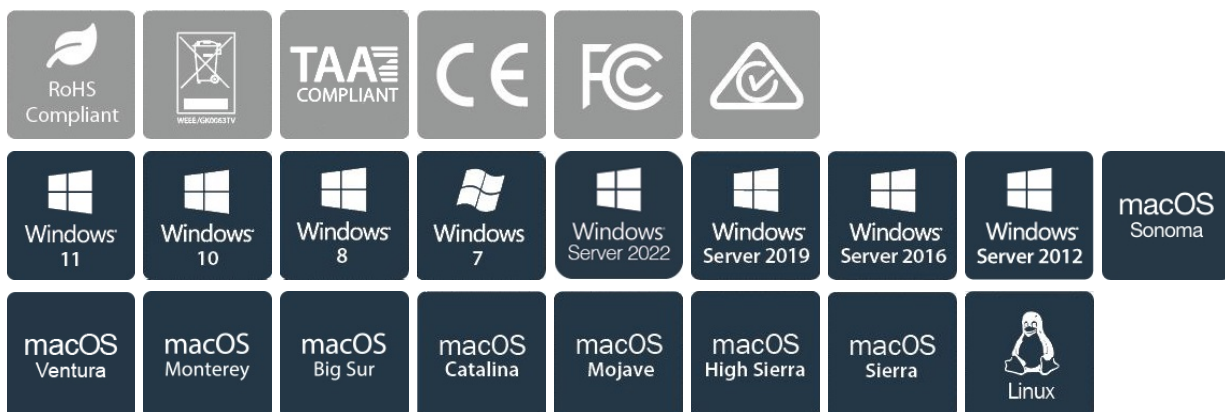 RoHS
Compliant
WEEE/GK0063TV
TAA
COMPLIANT
CE
FC
Windows
11
Windows
10
Windows
8
Windows
7
Windows
Server 2022
Windows
Server 2019
Windows
Server 2016
Windows
Server 2012
macOS
Sonoma
macOS
Ventura
macOS
Monterey
macOS
Big Sur
macOS
Catalina
macOS
Mojave
macOS
High Sierra
macOS
Sierra
Linux